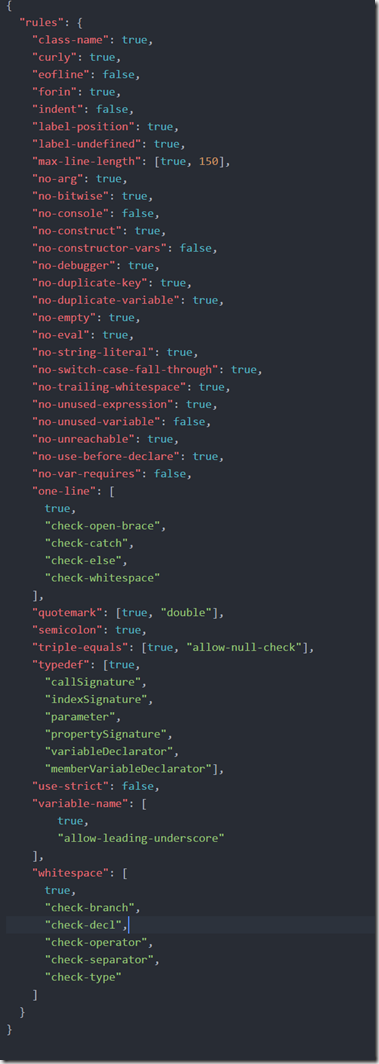 {
  "rules": {
    "class-name": true,
    "curly": true,
    "eofline": false,
    "forin": true,
    "indent": false,
    "label-position": true,
    "label-undefined": true,
    "max-line-length": [true, 150],
    "no-arg": true,
    "no-bitwise": true,
    "no-console": false,
    "no-construct": true,
    "no-constructor-vars": false,
    "no-debugger": true,
    "no-duplicate-key": true,
    "no-duplicate-variable": true,
    "no-empty": true,
    "no-eval": true,
    "no-string-literal": true,
    "no-switch-case-fall-through": true,
    "no-trailing-whitespace": true,
    "no-unused-expression": true,
    "no-unused-variable": false,
    "no-unreachable": true,
    "no-use-before-declare": true,
    "no-var-requires": false,
    "one-line": [
      true,
      "check-open-brace",
      "check-catch",
      "check-else",
      "check-whitespace"
    ],
    "quotemark": [true, "double"],
    "semicolon": true,
    "triple-equals": [true, "allow-null-check"],
    "typedef": [true,
      "callSignature",
      "indexSignature",
      "parameter",
      "propertySignature",
      "variableDeclarator",
      "memberVariableDeclarator"],
    "use-strict": false,
    "variable-name": [
        true,
        "allow-leading-underscore"
    ],
    "whitespace": [
      true,
      "check-branch",
      "check-decl",
      "check-operator",
      "check-separator",
      "check-type"
    ]
  }
}